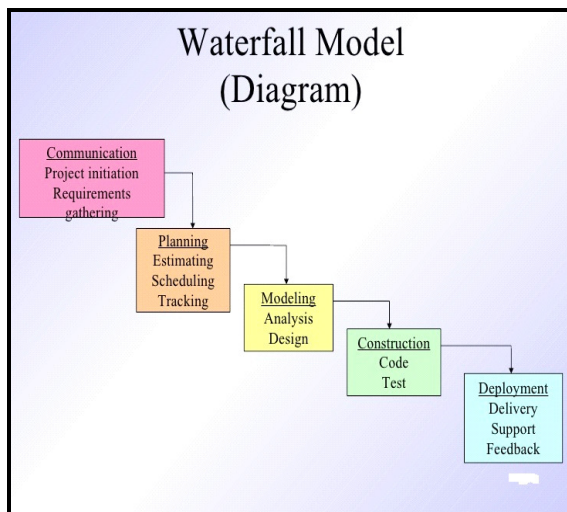 Waterfall Model
(Diagram)
Communication
Project initiation
Requirements
gathering
Planning
Estimating
Scheduling
Tracking
Modeling
Analysis
Design
Construction
Code
Test
Deployment
Delivery
Support
Feedback